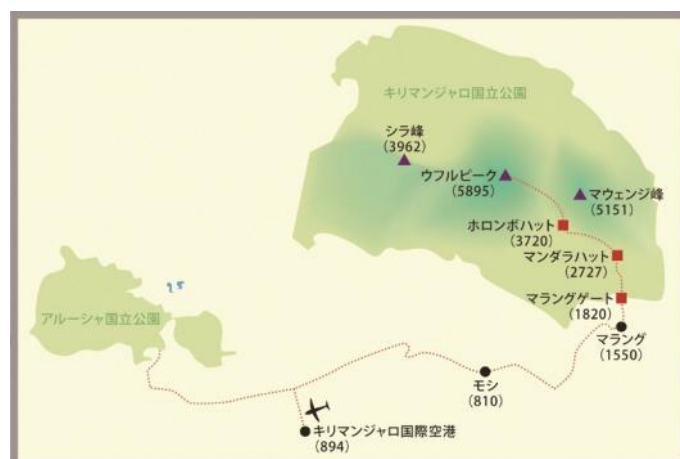 キリマンジャロ国立公園
シラ峰
(3962)
ウフルピーク
(5895)
マウェンジ峰
(5151)
ホロンボハット
(3720)
マンダラハット
(2727)
マラングゲート
(1820)
アルーシャ国立公園
マラング
(1550)
モシ
(810)
キリマンジャロ国際空港
(894)